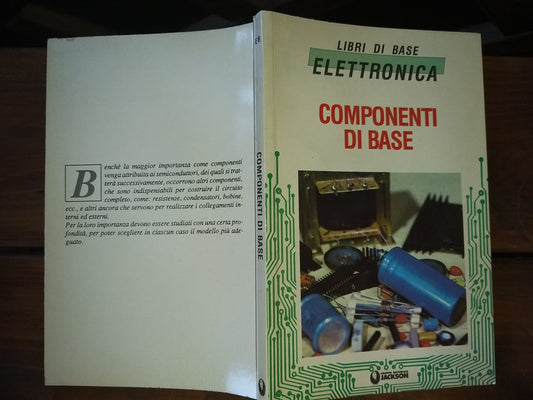 Benchè la maggior importanza come componenti
venga attribuita ai semiconduttori, dei quali si trat-
terà successivamente, occorrono altri componenti,
che sono indispensabili per costruire il circuito
completo, come: resistenze, condensatori, bobine,
ecc., e altri ancora che servono per realizzare i collegamenti in-
terni ed esterni.
Per la loro importanza devono essere studiati con una certa pro-
fondità, per poter scegliere in ciascun caso il modello più ade-
guato.
COMPONENTI DI BASE
LIBRI DI BASE
ELETTRONICA
COMPONENTI
DI BASE
JACKSON